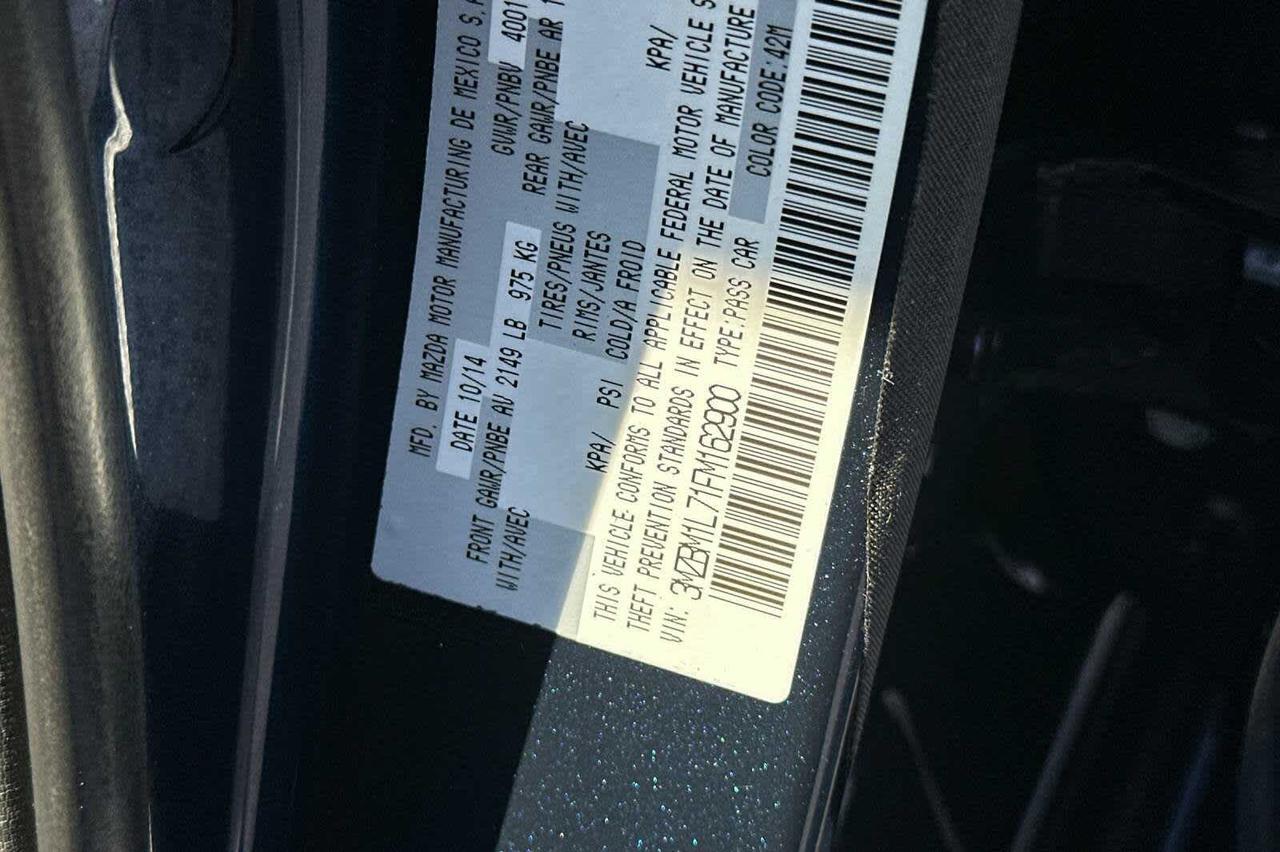 MFD. BY MAZDA MOTOR MANUFACTURING DE MEXICO S.
DATE 10/14 GVWR/PNBV 4001
FRONT GAWR/PNBE AV 2149 LB 975 KG REAR GAWR/PNBE AR
WITH/AVEC TIRES/PNEUS WITH/AVEC
RIMS/JANTES
KPA/ PSI COLD/A FROID KPA/
THIS VEHICLE CONFORMS TO ALL APPLICABLE FEDERAL MOTOR VEHICLE
THEFT PREVENTION STANDARDS IN EFFECT ON THE DATE OF MANUFACTURE
VIN: 3MZBM1L71FM162900 TYPE:PASS CAR COLOR CODE:42M